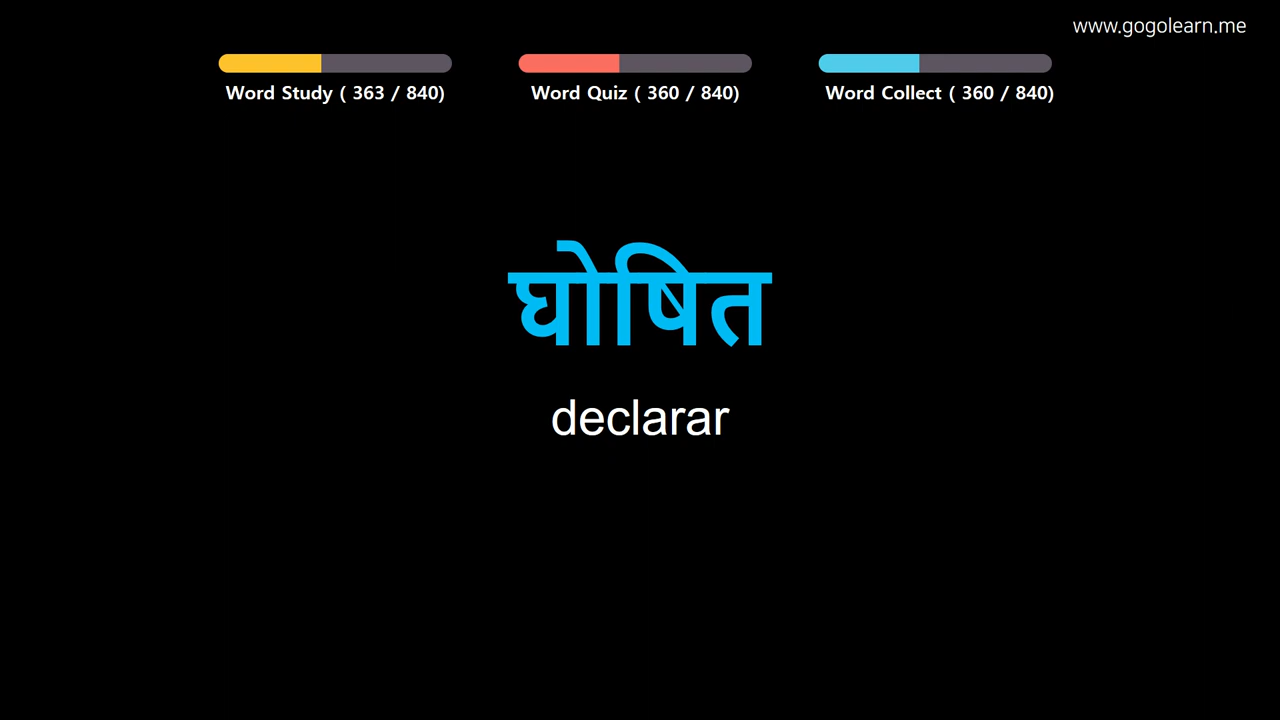 www.gogolearn.me
Word Study ( 363 / 840)
Word Quiz ( 360 / 840)
Word Collect ( 360 / 840)
घोषित
declarar